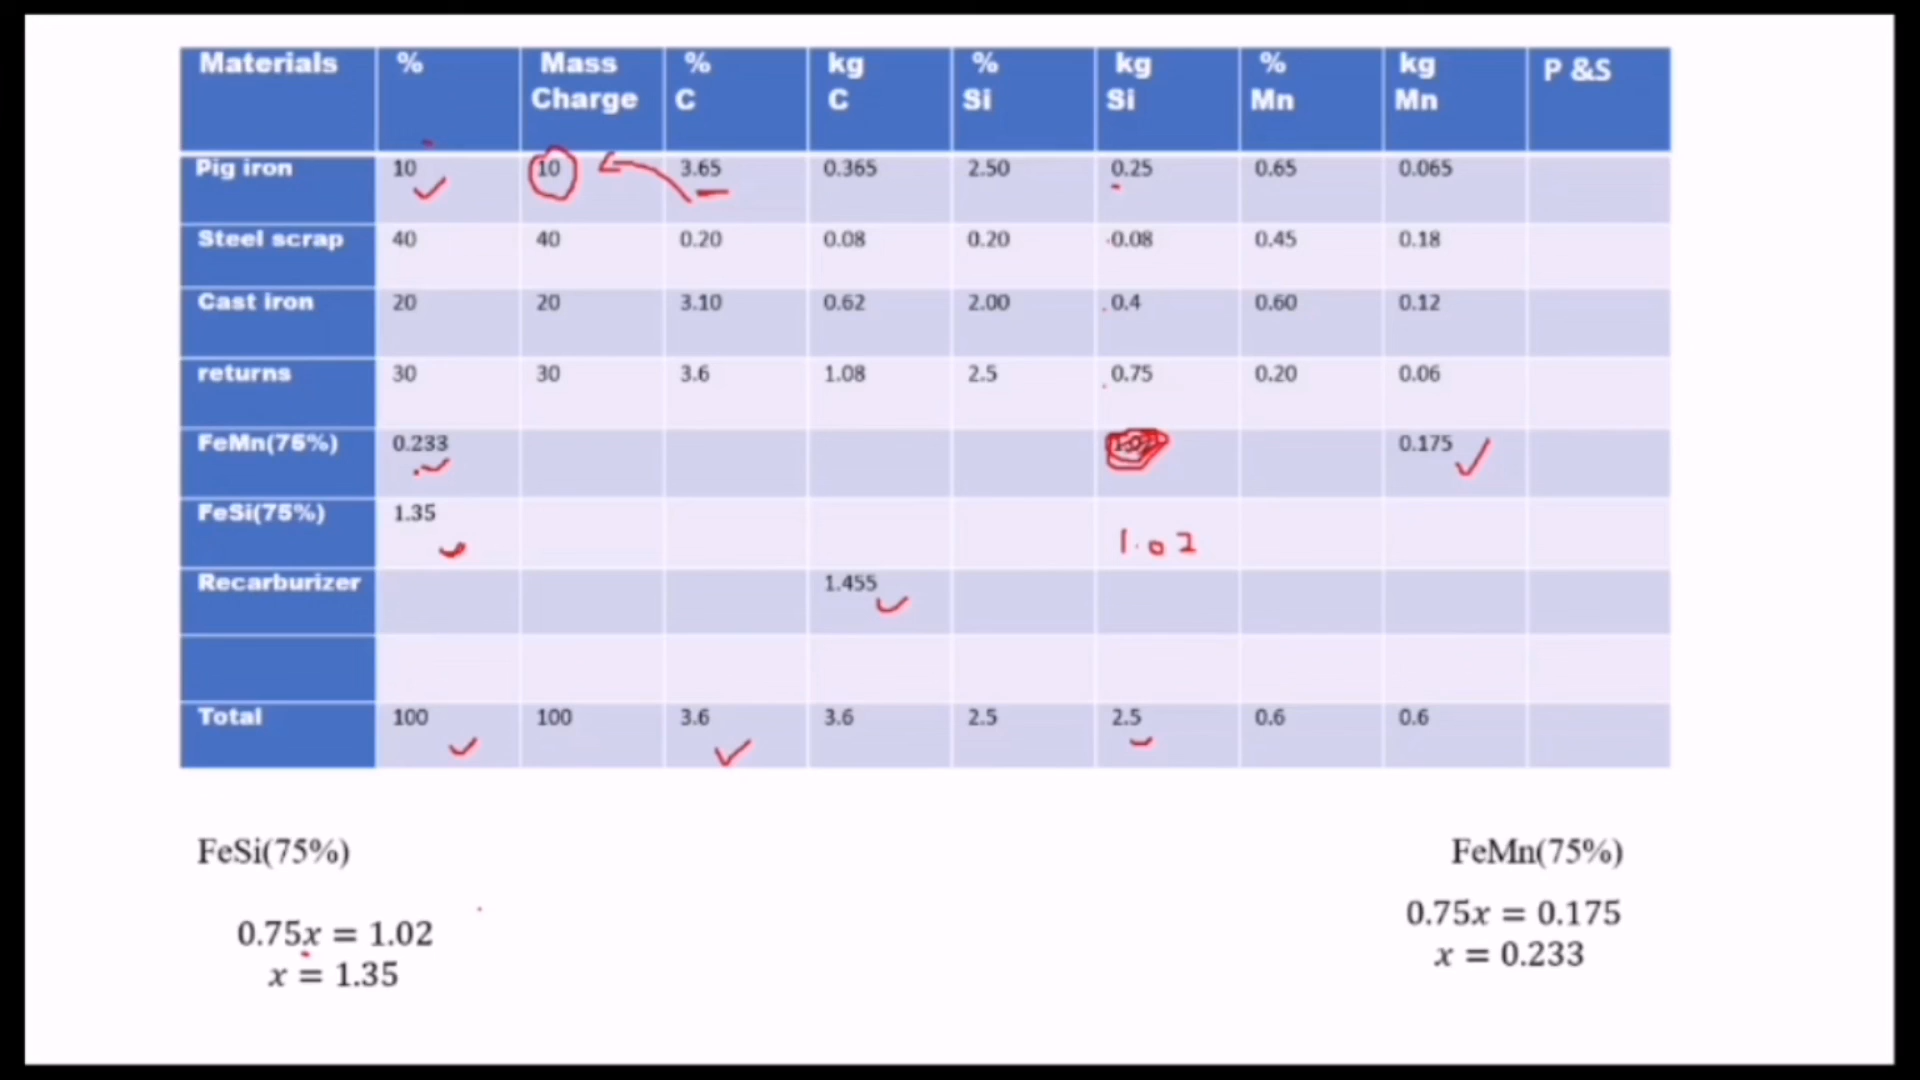 Materials % Mass Charge % C kg C % Si kg Si % Mn kg Mn P &S
Pig iron 10 10 3.65 0.365 2.50 0.25 0.65 0.065
Steel scrap 40 40 0.20 0.08 0.20 0.08 0.45 0.18
Cast iron 20 20 3.10 0.62 2.00 0.4 0.60 0.12
returns 30 30 3.6 1.08 2.5 0.75 0.20 0.06
FeMn(75%) 0.233 0.175
FeSi(75%) 1.35 1.02
Recarburizer 1.455
Total 100 100 3.6 3.6 2.5 2.5 0.6 0.6
FeSi(75%)
0.75x = 1.02
x = 1.35
FeMn(75%)
0.75x = 0.175
x = 0.233